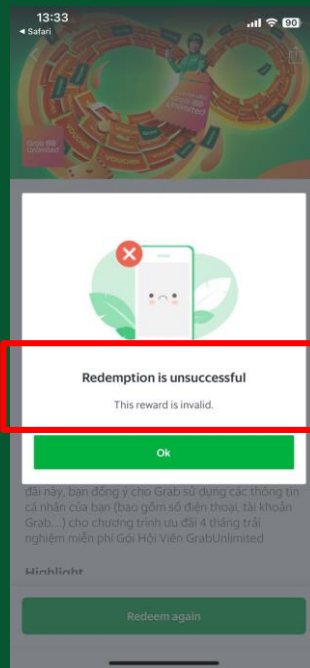 13:33
90
Safari
Grab
Unlimited
Redemption is unsuccessful
This reward is invalid.
Ok
đãi này, bạn đồng ý cho Grab sử dụng các thông tin
cá nhân của bạn (bao gồm số điện thoại, tài khoản
Grab...) cho chương trình ưu đãi 4 tháng trải
nghiệm miễn phí Gói Hội Viên GrabUnlimited
Highlight
Redeem again